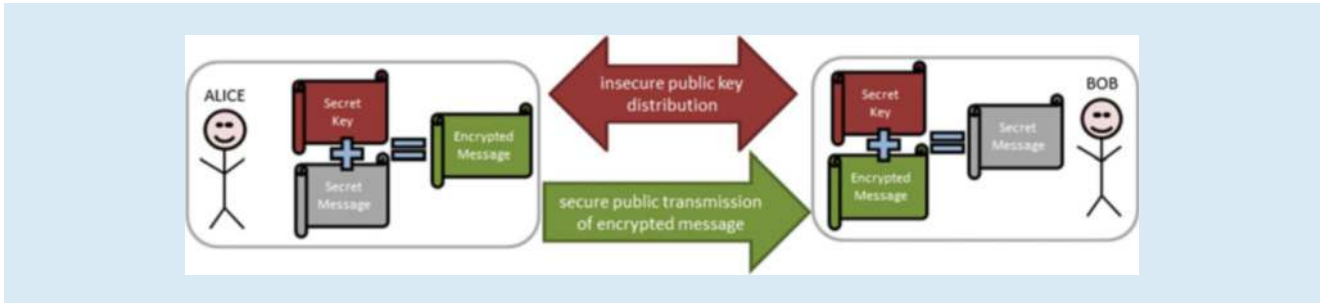 ALICE
Secret
Key
Secret
Message
Encrypted
Message
insecure public key
distribution
secure public transmission
of encrypted message
Secret
Key
Encrypted
Message
Secret
Message
BOB